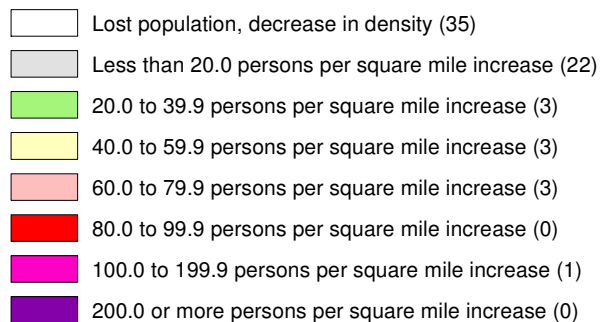 Lost population, decrease in density (35)
Less than 20.0 persons per square mile increase (22)
20.0 to 39.9 persons per square mile increase (3)
40.0 to 59.9 persons per square mile increase (3)
60.0 to 79.9 persons per square mile increase (3)
80.0 to 99.9 persons per square mile increase (0)
100.0 to 199.9 persons per square mile increase (1)
200.0 or more persons per square mile increase (0)